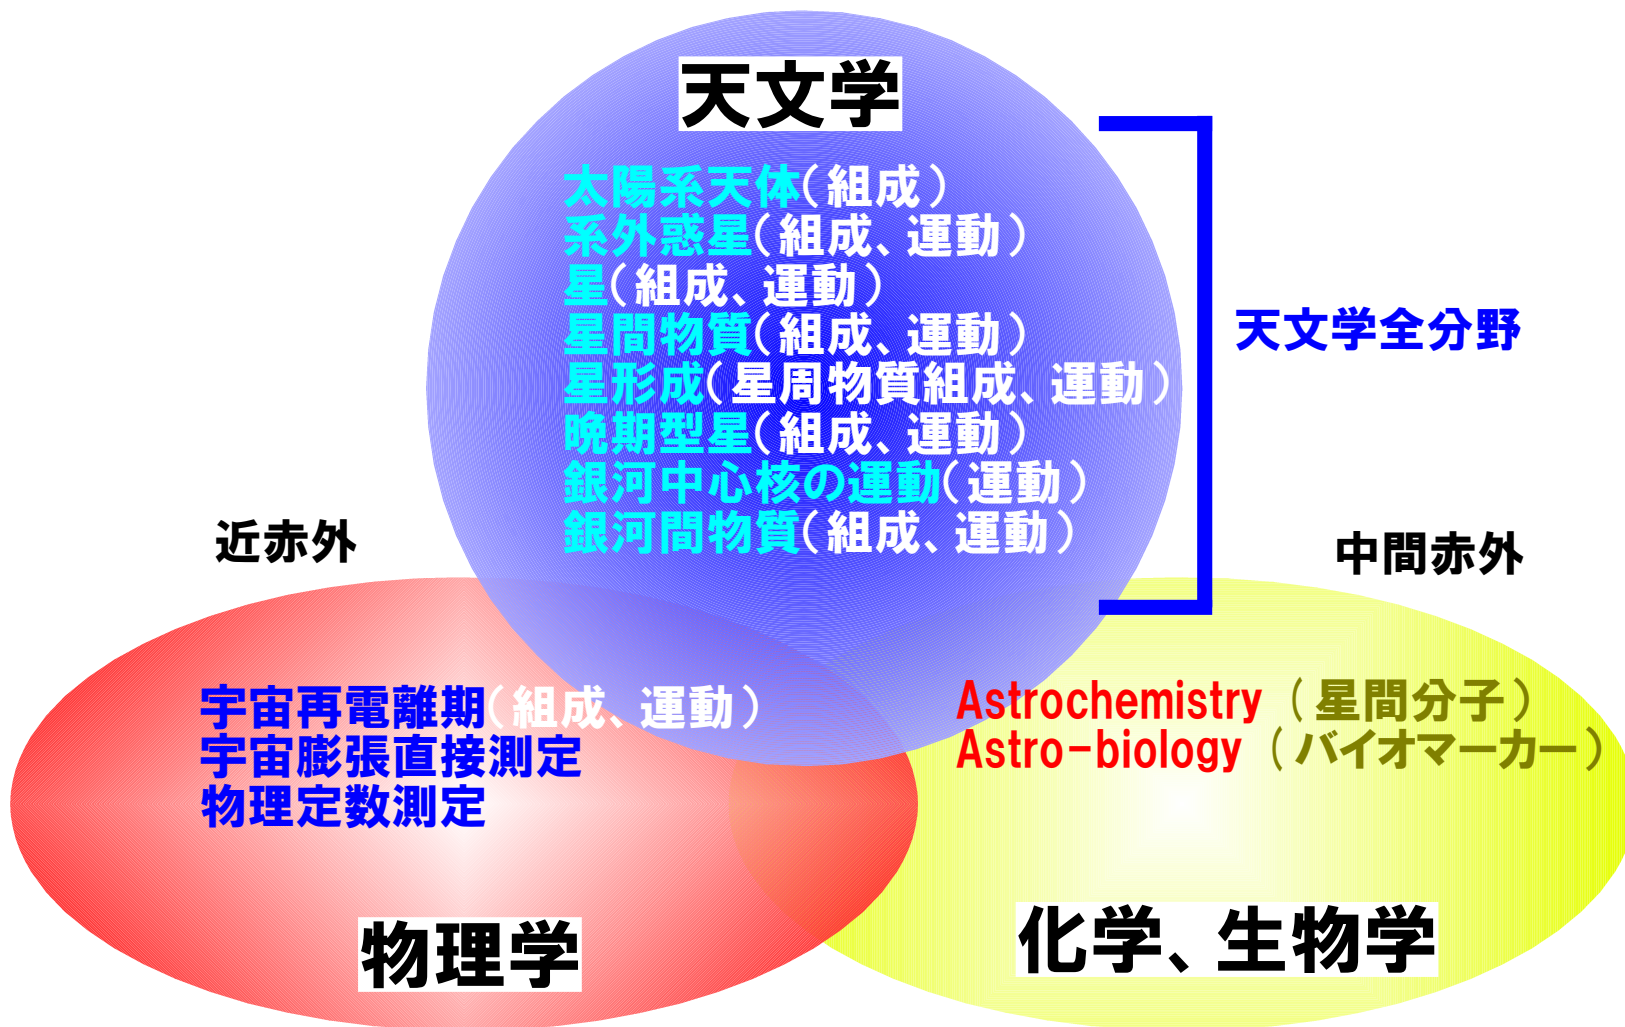 天文学
太陽系天体(組成)
系外惑星(組成、運動)
星(組成、運動)
星間物質(組成、運動)
星形成(星周物質組成、運動)
晩期型星(組成、運動)
銀河中心核の運動(運動)
銀河間物質(組成、運動)
天文学全分野
近赤外
中間赤外
宇宙再電離期(組成、運動)
宇宙膨張直接測定
物理定数測定
Astrochemistry (星間分子)
Astro-biology (バイオマーカー)
物理学
化学、生物学